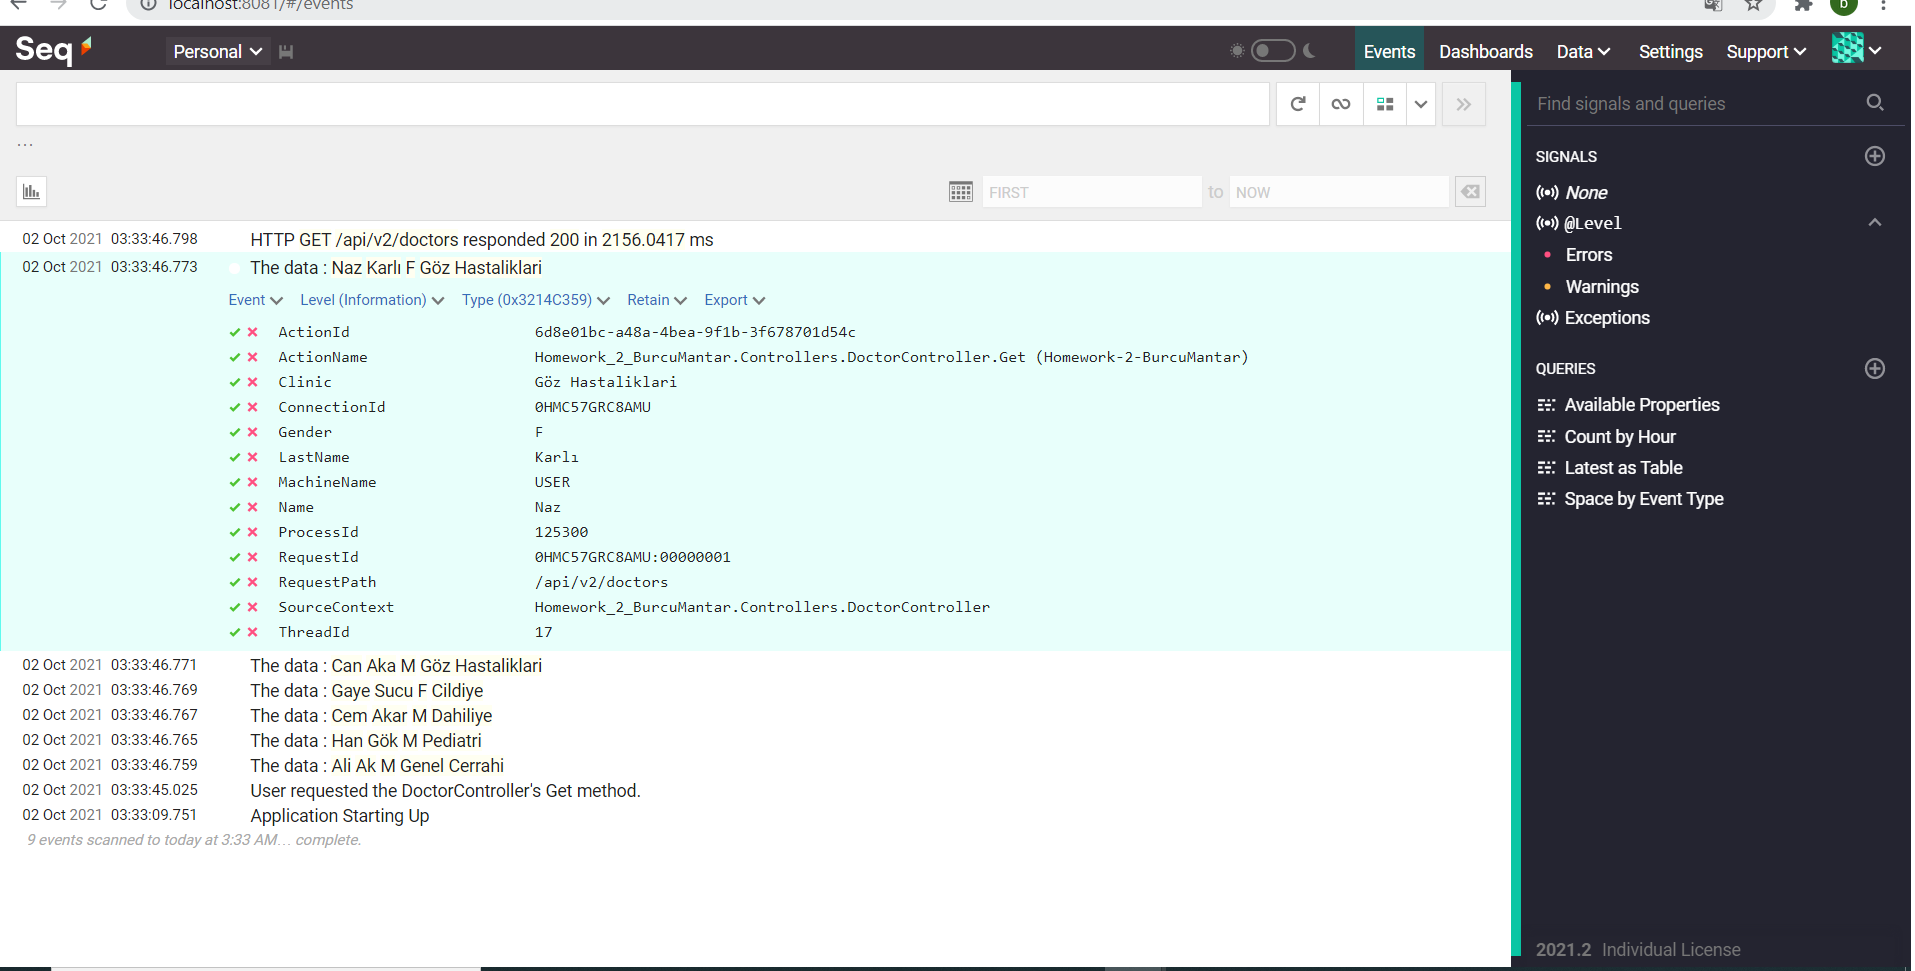 localhost:8081/#/events
b
Seq Personal Events Dashboards Data Settings Support
Find signals and queries
...
FIRST to NOW
SIGNALS
None
@Level
Errors
Warnings
Exceptions
QUERIES
Available Properties
Count by Hour
Latest as Table
Space by Event Type
02 Oct 2021 03:33:46.798 HTTP GET /api/v2/doctors responded 200 in 2156.0417 ms
02 Oct 2021 03:33:46.773 The data : Naz Karlı F Göz Hastaliklari
Event Level (Information) Type (0x3214C359) Retain Export
ActionId 6d8e01bc-a48a-4bea-9f1b-3f678701d54c
ActionName Homework_2_BurcuMantar.Controllers.DoctorController.Get (Homework-2-BurcuMantar)
Clinic Göz Hastaliklari
ConnectionId 0HMC57GRC8AMU
Gender F
LastName Karlı
MachineName USER
Name Naz
ProcessId 125300
RequestId 0HMC57GRC8AMU:00000001
RequestPath /api/v2/doctors
SourceContext Homework_2_BurcuMantar.Controllers.DoctorController
ThreadId 17
02 Oct 2021 03:33:46.771 The data : Can Aka M Göz Hastaliklari
02 Oct 2021 03:33:46.769 The data : Gaye Sucu F Cildiye
02 Oct 2021 03:33:46.767 The data : Cem Akar M Dahiliye
02 Oct 2021 03:33:46.765 The data : Han Gök M Pediatri
02 Oct 2021 03:33:46.759 The data : Ali Ak M Genel Cerrahi
02 Oct 2021 03:33:45.025 User requested the DoctorController's Get method.
02 Oct 2021 03:33:09.751 Application Starting Up
9 events scanned to today at 3:33 AM... complete.
2021.2 Individual License